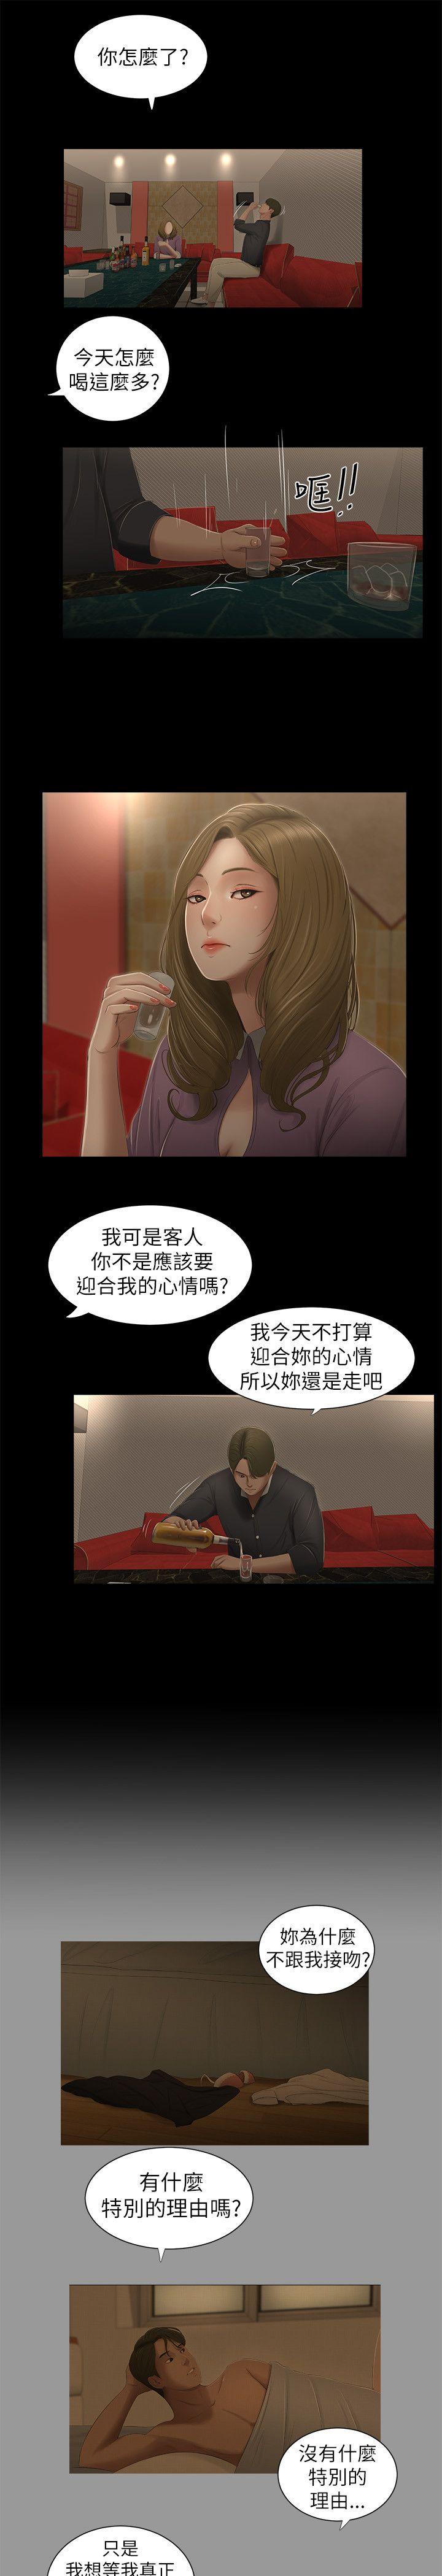 你怎麼了?
今天怎麼
喝這麼多?
哐!!
我可是客人
你不是應該要
迎合我的心情嗎?
我今天不打算
迎合妳的心情
所以妳還是走吧
妳為什麼
不跟我接吻?
有什麼
特別的理由嗎?
沒有什麼
特別的
理由...
只是
我想等我真正